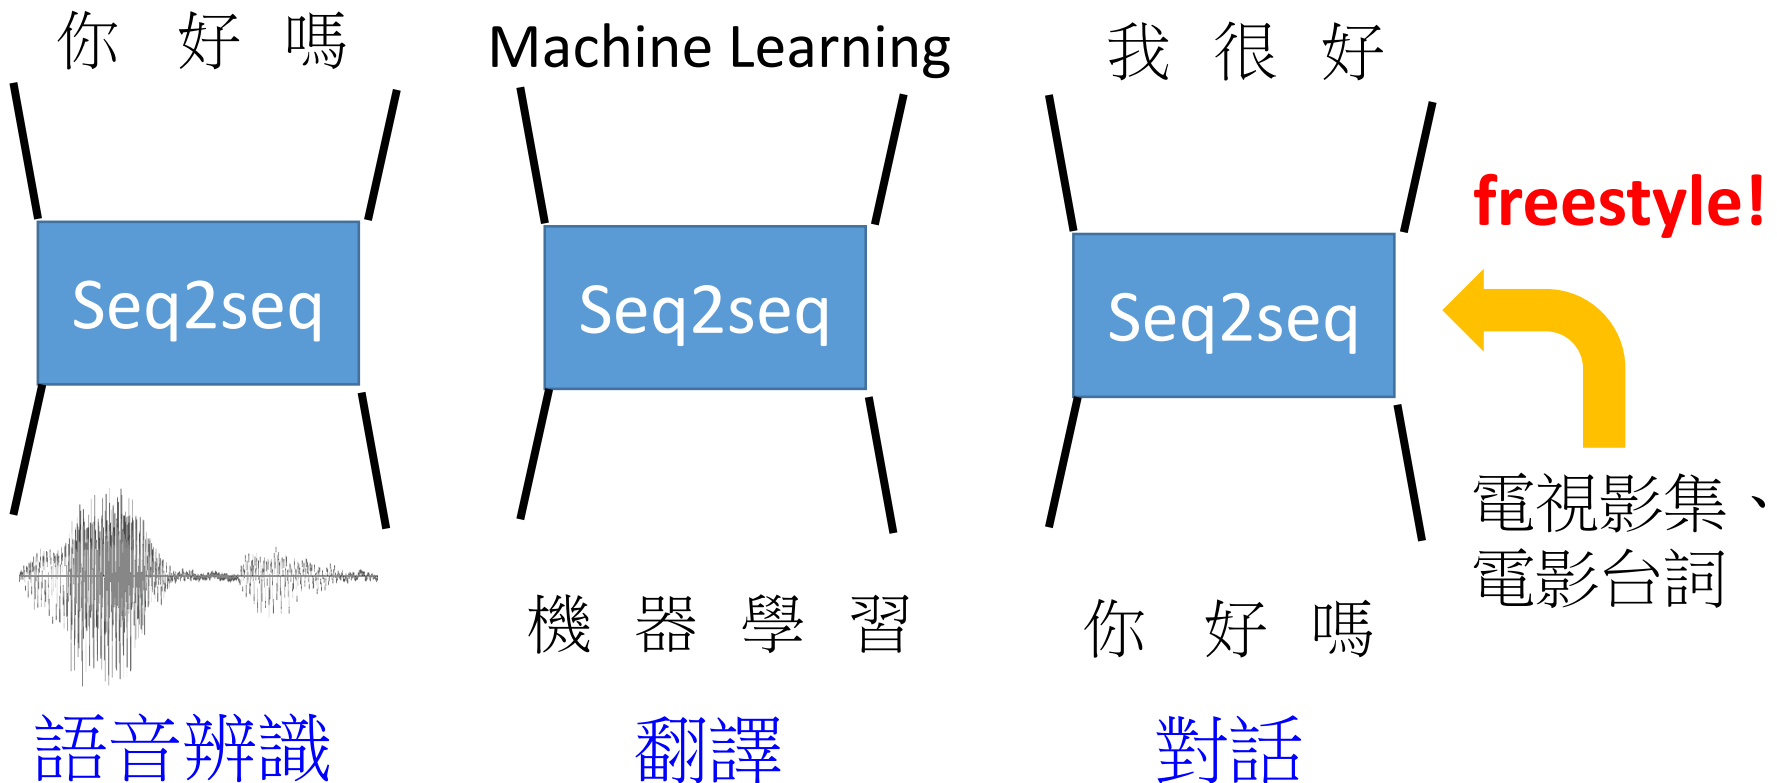 你 好 嗎
Seq2seq
語音辨識
Machine Learning
Seq2seq
機 器 學 習
翻譯
我 很 好
Seq2seq
你 好 嗎
對話
freestyle!
電視影集、
電影台詞